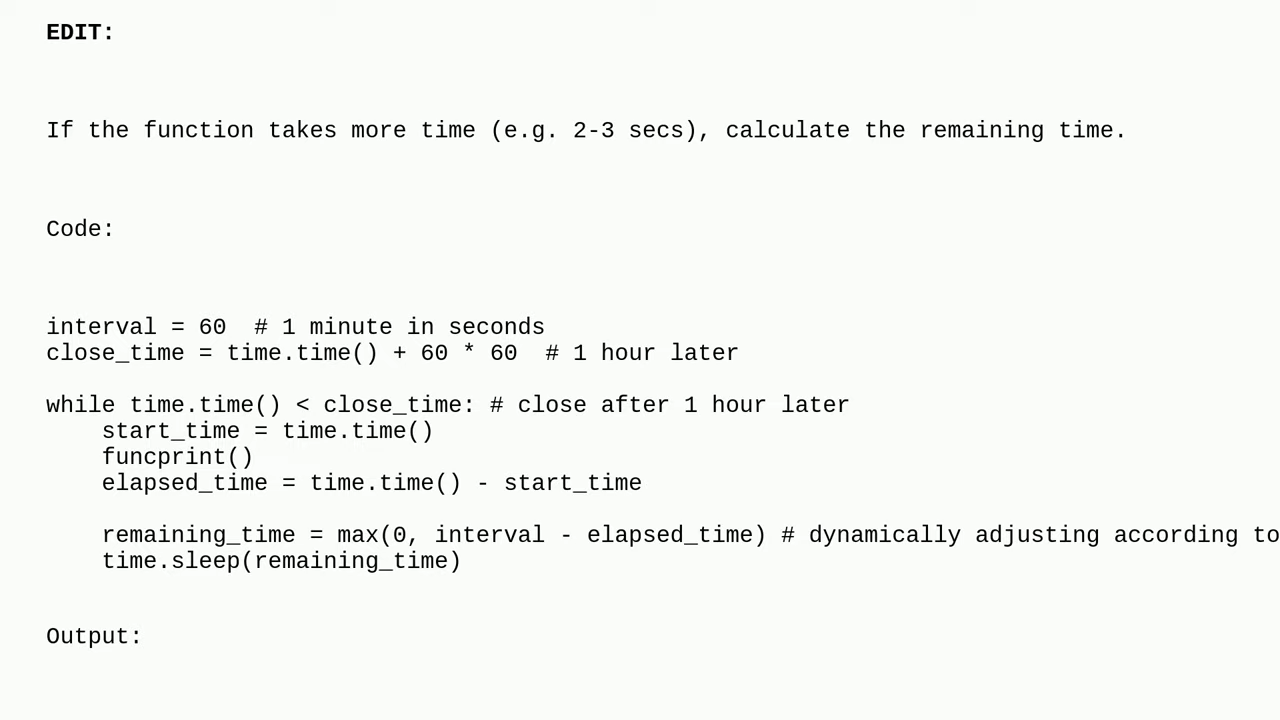 EDIT:
If the function takes more time (e.g. 2-3 secs), calculate the remaining time.
Code:
interval = 60  # 1 minute in seconds
close_time = time.time() + 60 * 60  # 1 hour later
while time.time() < close_time: # close after 1 hour later
    start_time = time.time()
    funcprint()
    elapsed_time = time.time() - start_time
    remaining_time = max(0, interval - elapsed_time) # dynamically adjusting according to
    time.sleep(remaining_time)
Output: